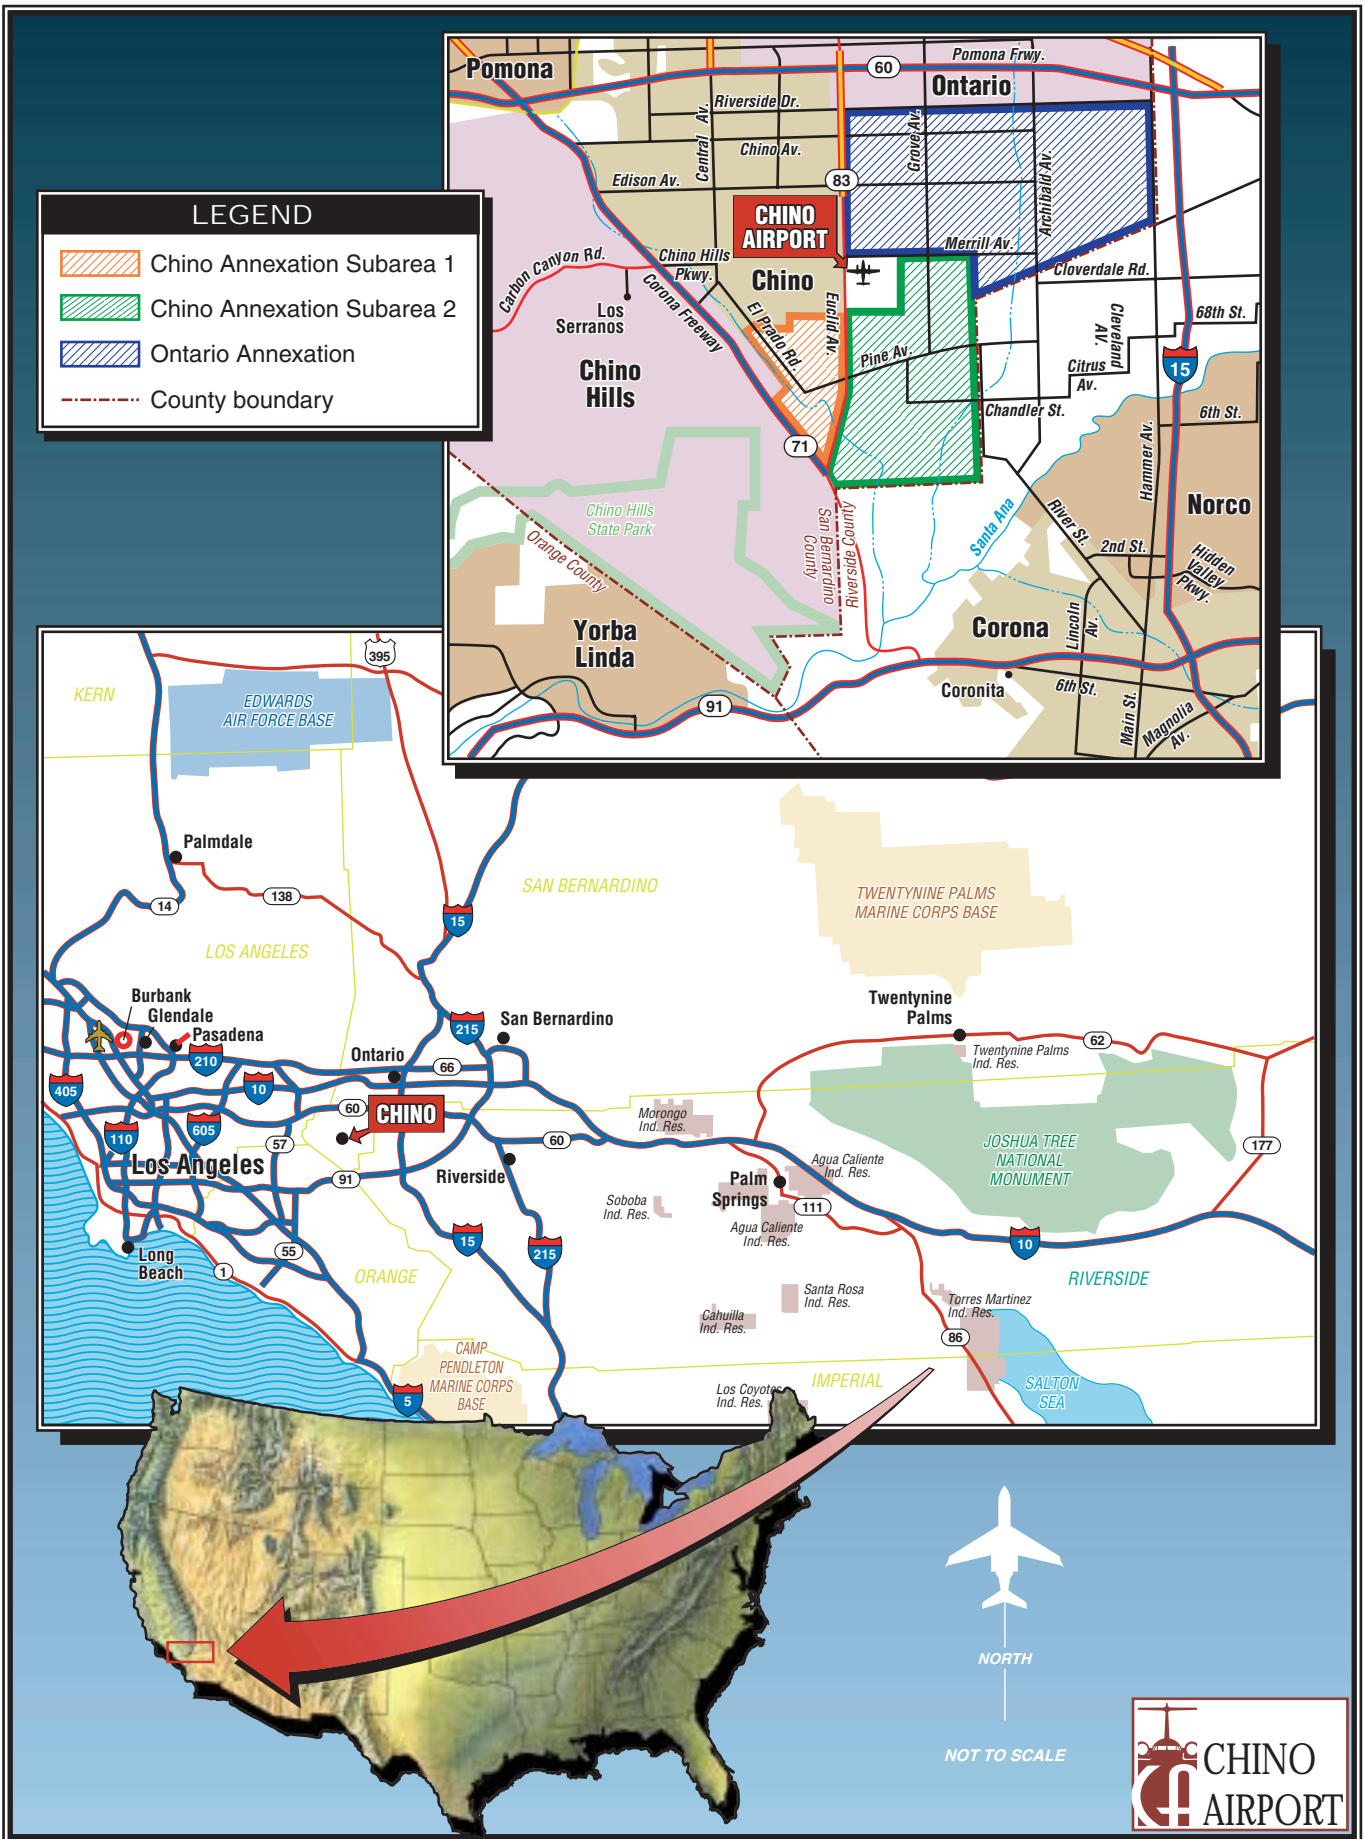 Pomona
60
Pomona Frwy.
Ontario
Riverside Dr.
Central Av.
Chino Av.
Grove Av.
Archibald Av.
Edison Av.
83
CHINO
AIRPORT
Merrill Av.
Cloverdale Rd.
Carbon Canyon Rd.
Chino Hills
Pkwy.
Chino
Corona Freeway
El Prado Rd.
Euclid Av.
Los
Serranos
Pine Av.
Cleveland
AV.
68th St.
Citrus
Av.
15
Chino
Hills
Chandler St.
6th St.
71
Hammer Av.
Norco
Chino Hills
State Park
Orange County
San Bernardino
County
Riverside County
Santa Ana
River St.
2nd St.
Hidden
Valley
Pkwy.
Yorba
Linda
Corona
Lincoln
Av.
Coronita
6th St.
91
Main St.
Magnolia
Av.
LEGEND
Chino Annexation Subarea 1
Chino Annexation Subarea 2
Ontario Annexation
County boundary
395
KERN
EDWARDS
AIR FORCE BASE
Palmdale
14
138
15
SAN BERNARDINO
TWENTYNINE PALMS
MARINE CORPS BASE
LOS ANGELES
Burbank
Glendale
Pasadena
Twentynine
Palms
215
San Bernardino
62
Twentynine Palms
Ind. Res.
Ontario
66
210
405
10
60
CHINO
Morongo
Ind. Res.
110
605
57
60
JOSHUA TREE
NATIONAL
MONUMENT
177
Los Angeles
91
Riverside
Agua Caliente
Ind. Res.
Palm
Springs
111
Soboba
Ind. Res.
Agua Caliente
Ind. Res.
Long
Beach
55
1
15
215
10
ORANGE
RIVERSIDE
Santa Rosa
Ind. Res.
Torres Martinez
Ind. Res.
Cahuilla
Ind. Res.
86
CAMP
PENDLETON
MARINE CORPS
BASE
5
IMPERIAL
Los Coyotes
Ind. Res.
SALTON
SEA
NORTH
NOT TO SCALE
CHINO
AIRPORT